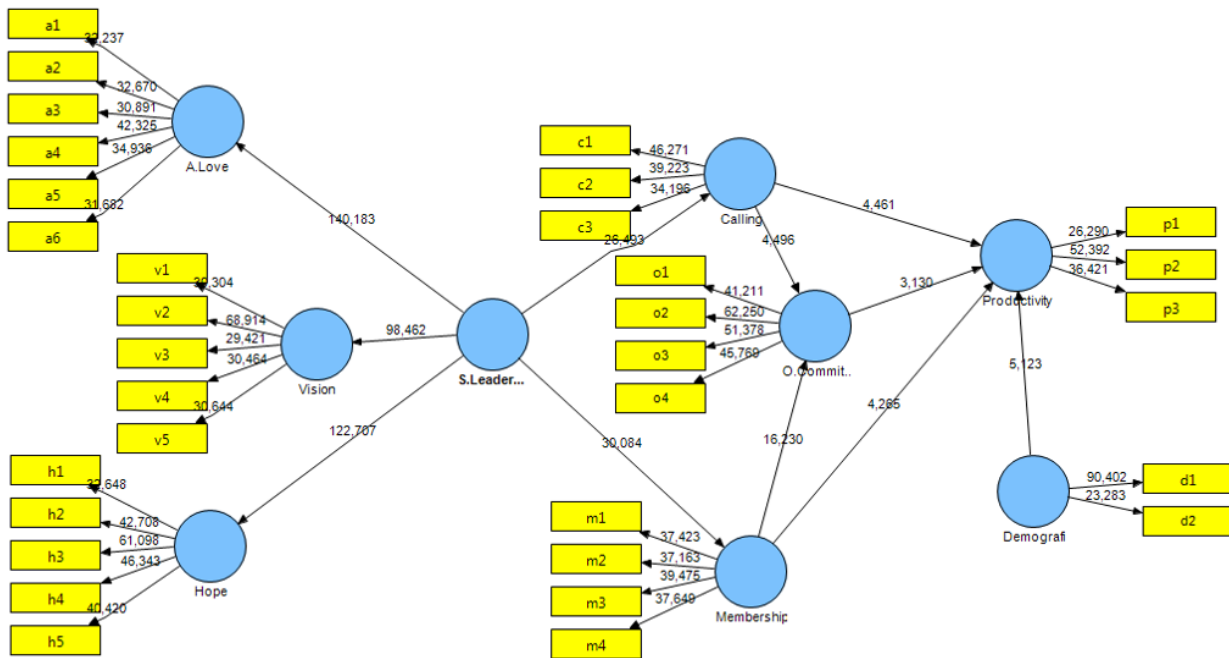 a1
a2
32,670
a3
30,891
a4
42,325
a5
34,936
a6
31,682
A.Love
140,183
v1
v2
68,914
v3
29,421
v4
30,464
v5
30,644
Vision
98,462
S.Leader...
122,707
h1
h2
42,708
h3
61,098
h4
46,343
h5
40,420
Hope
26,493
c1
46,271
c2
39,223
c3
34,196
Calling
4,461
4,496
o1
41,211
o2
62,250
o3
51,378
o4
45,769
O.Commit..
3,130
30,084
16,230
4,265
m1
37,423
m2
37,163
m3
39,475
m4
37,649
Membership
p1
26,290
p2
52,392
p3
36,421
Productivity
5,123
d1
90,402
d2
23,283
Demografi